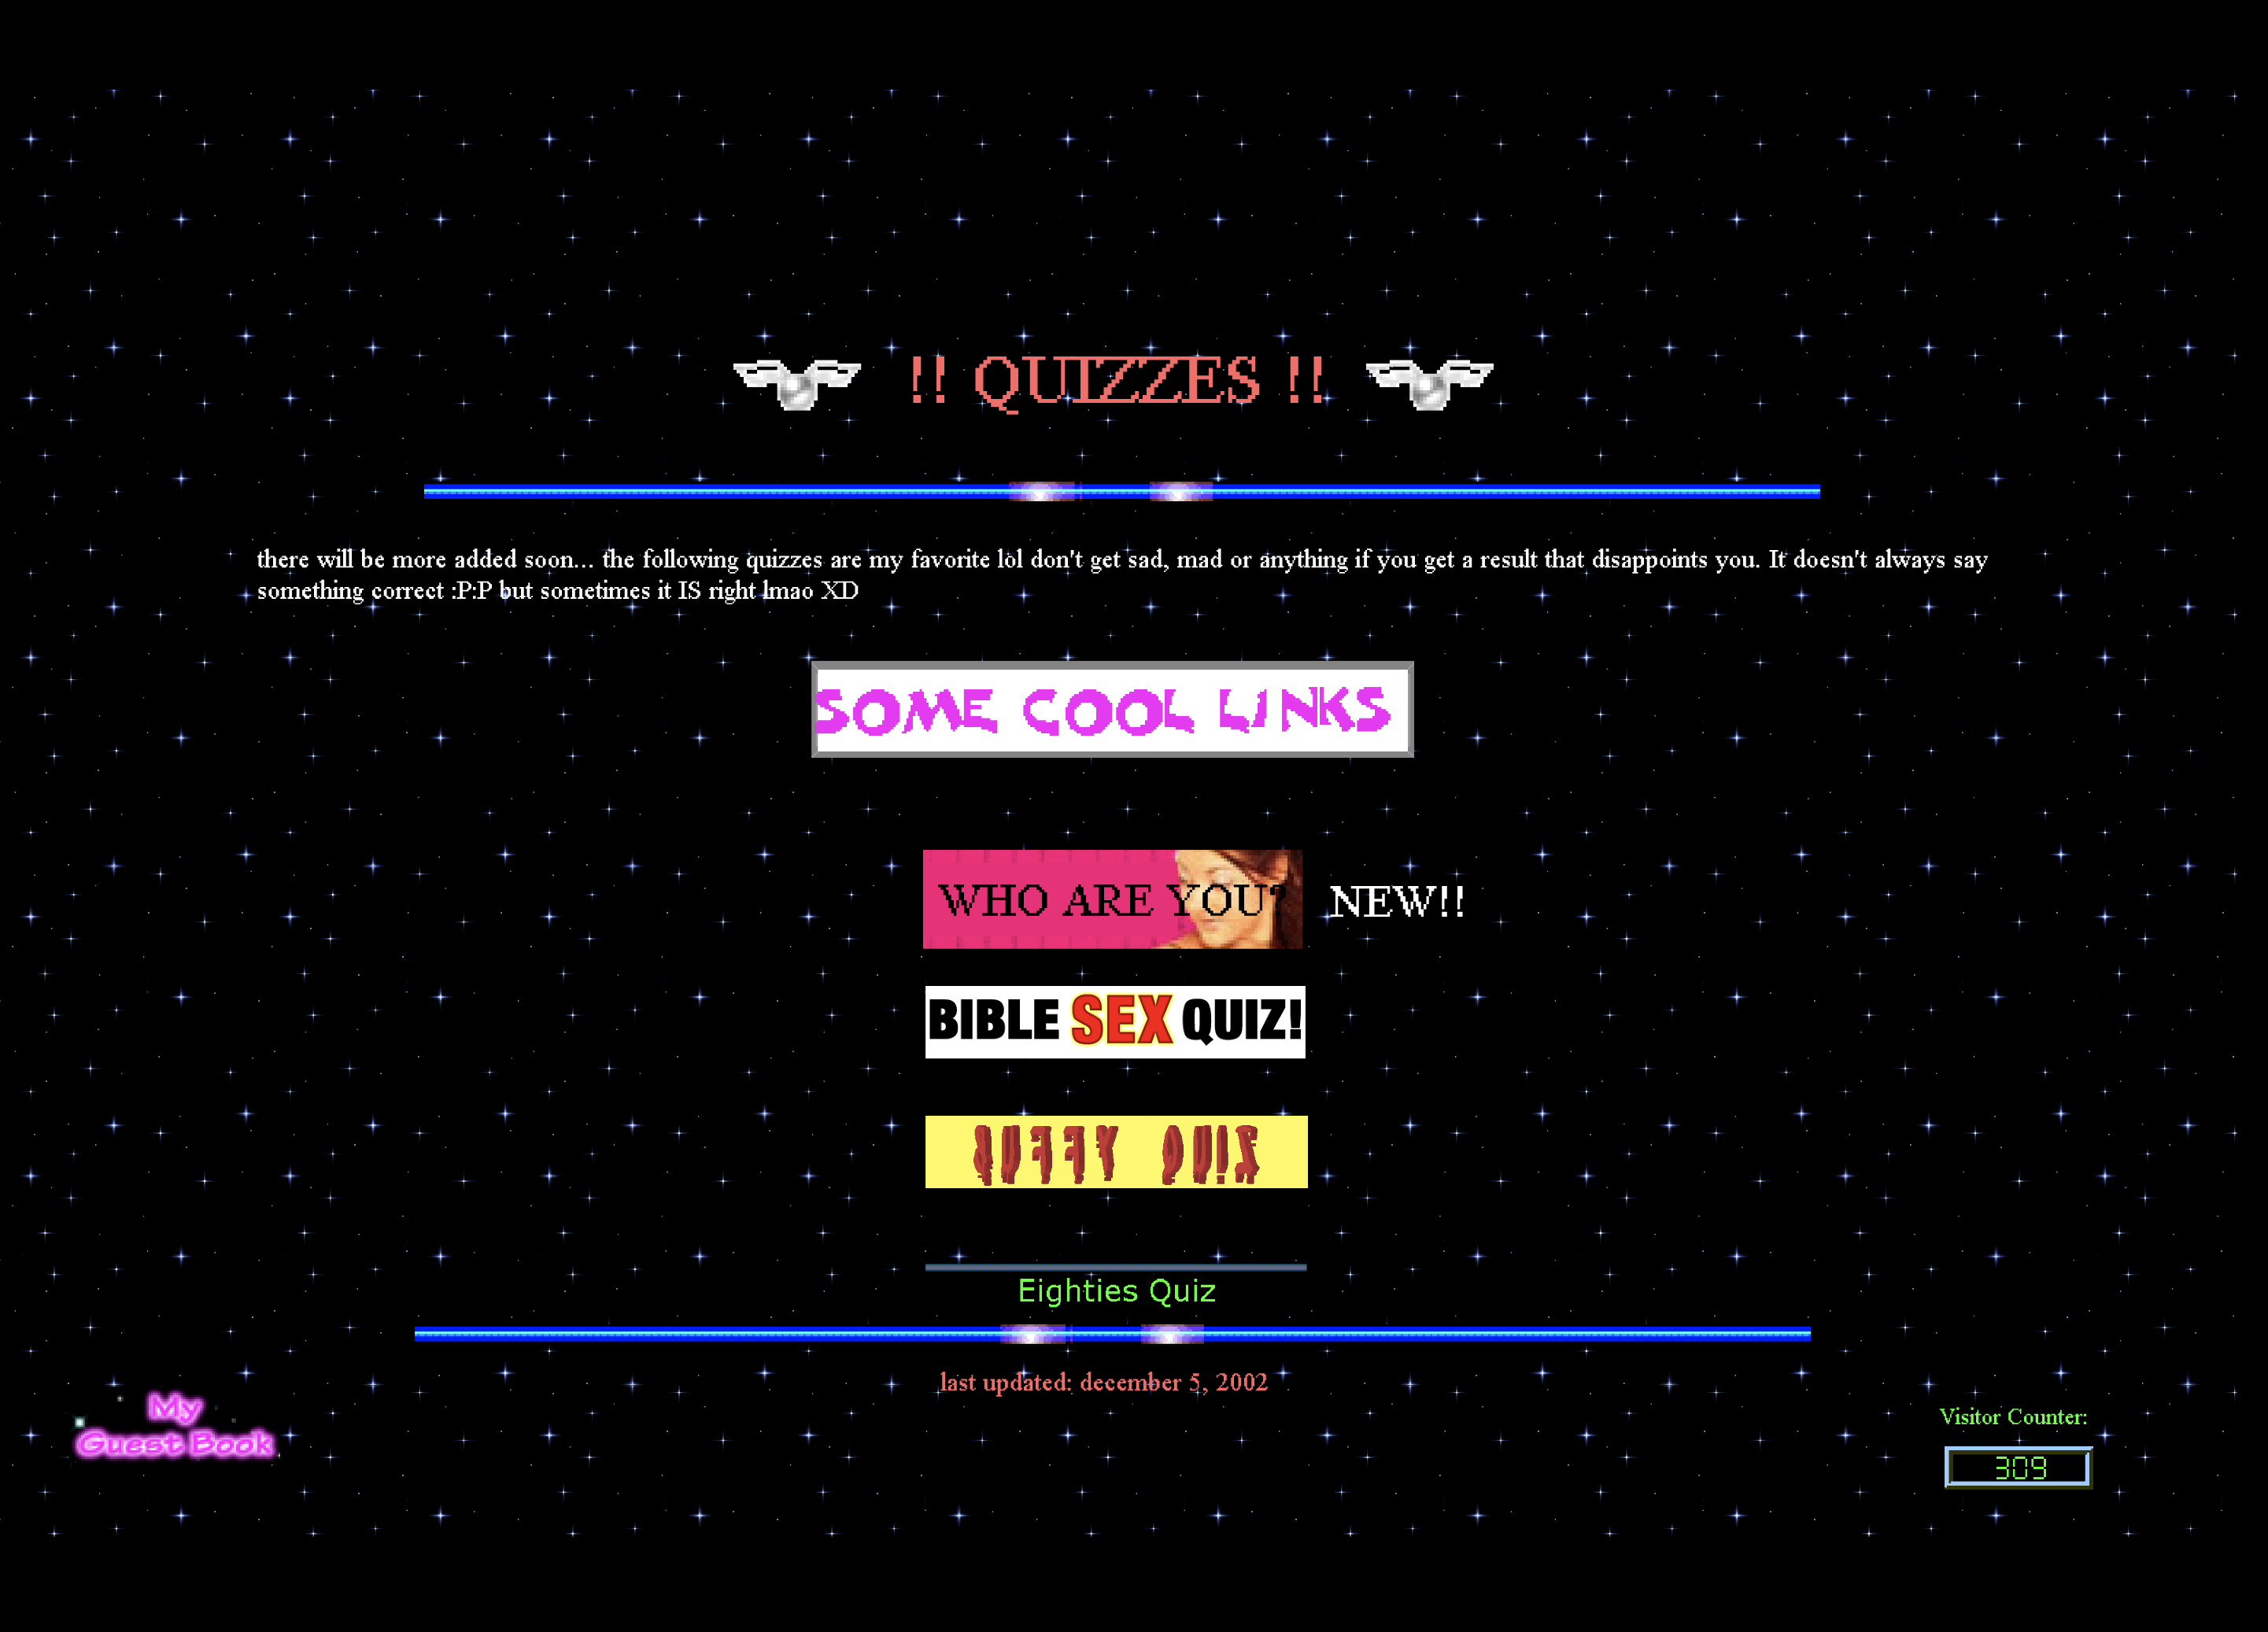 !! QUIZZES !!
there will be more added soon... the following quizzes are my favorite lol don't get sad, mad or anything if you get a result that disappoints you. It doesn't always say
something correct :P:P but sometimes it IS right lmao XD
SOME COOL LINKS
WHO ARE YOU? NEW!!
BIBLE SEX QUIZ!
BUFFY QUIZ
Eighties Quiz
last updated: december 5, 2002
My
Guest Book
Visitor Counter:
309